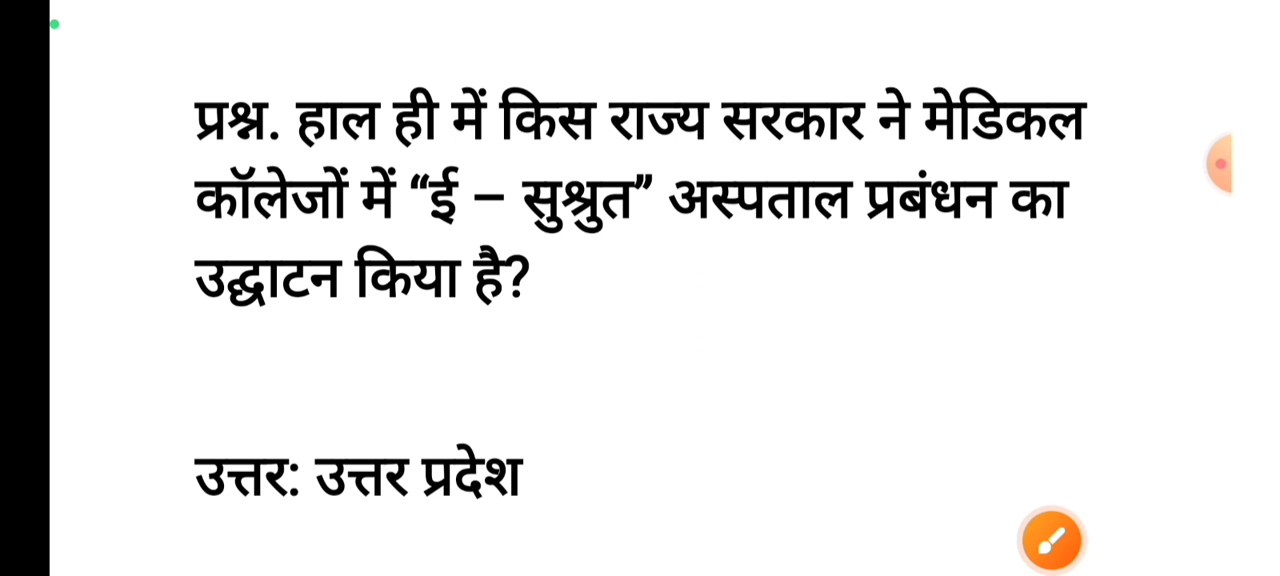 प्रश्न. हाल ही में किस राज्य सरकार ने मेडिकल
कॉलेजों में “ई – सुश्रुत” अस्पताल प्रबंधन का
उद्घाटन किया है?
उत्तर: उत्तर प्रदेश